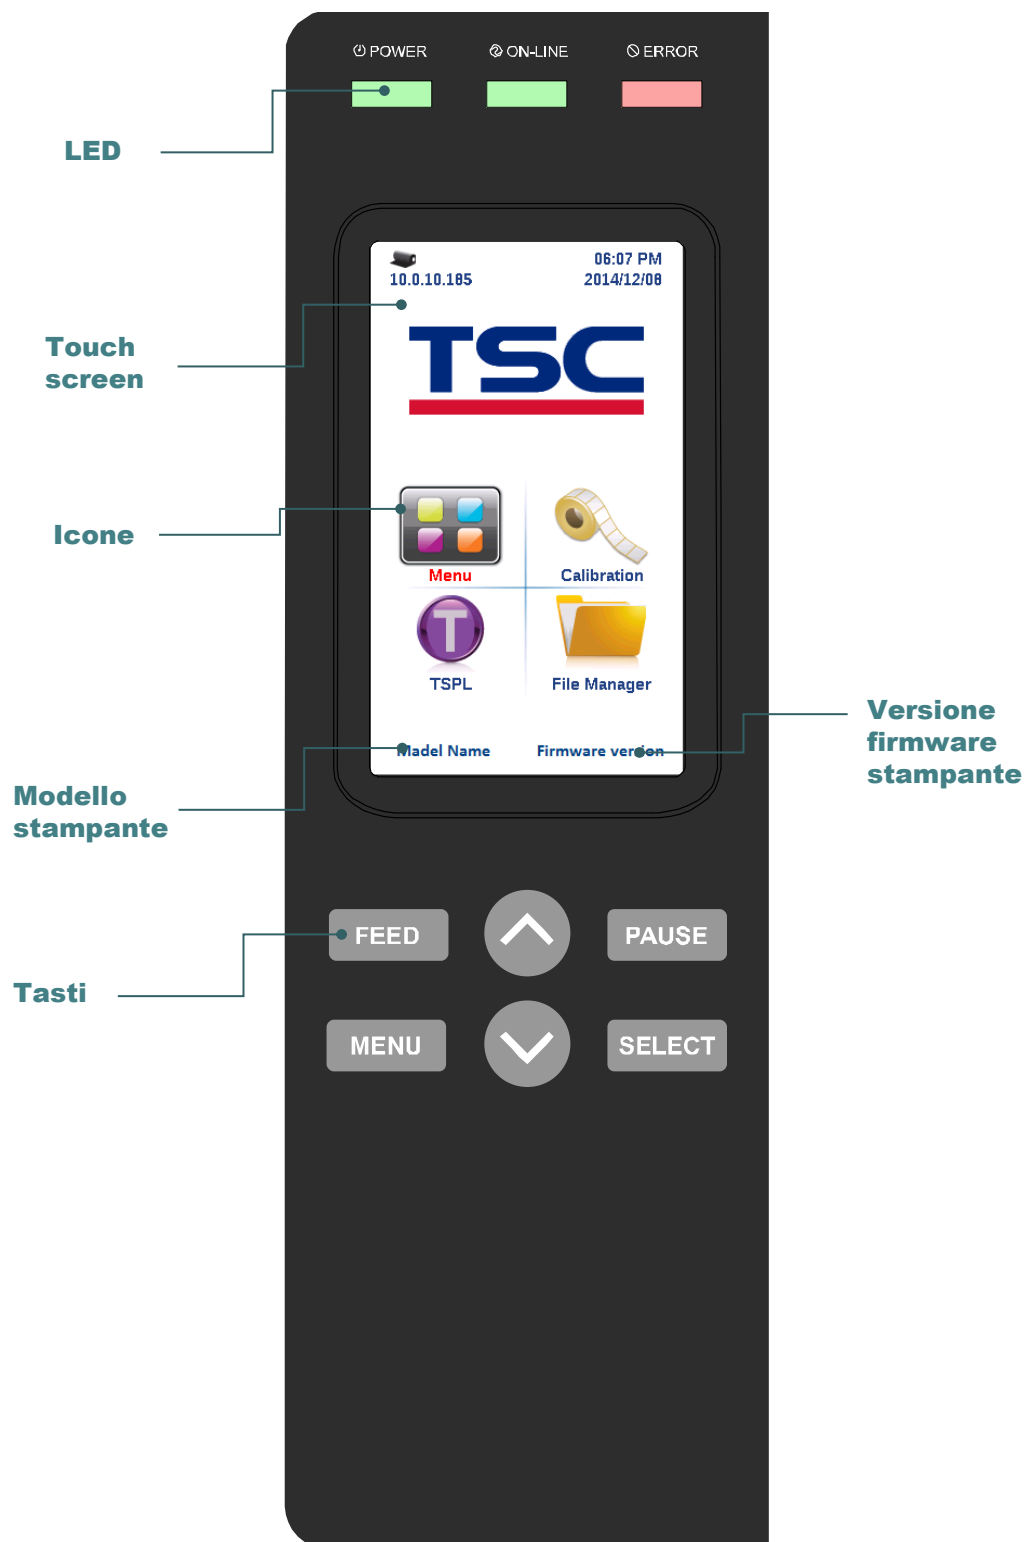 POWER ON-LINE ERROR
LED
06:07 PM
10.0.10.185 2014/12/08
TSC
Touch
screen
Icone
Menu Calibration
TSPL File Manager
Versione
firmware
stampante
Madel Name Firmware version
Modello
stampante
FEED PAUSE
Tasti
MENU SELECT